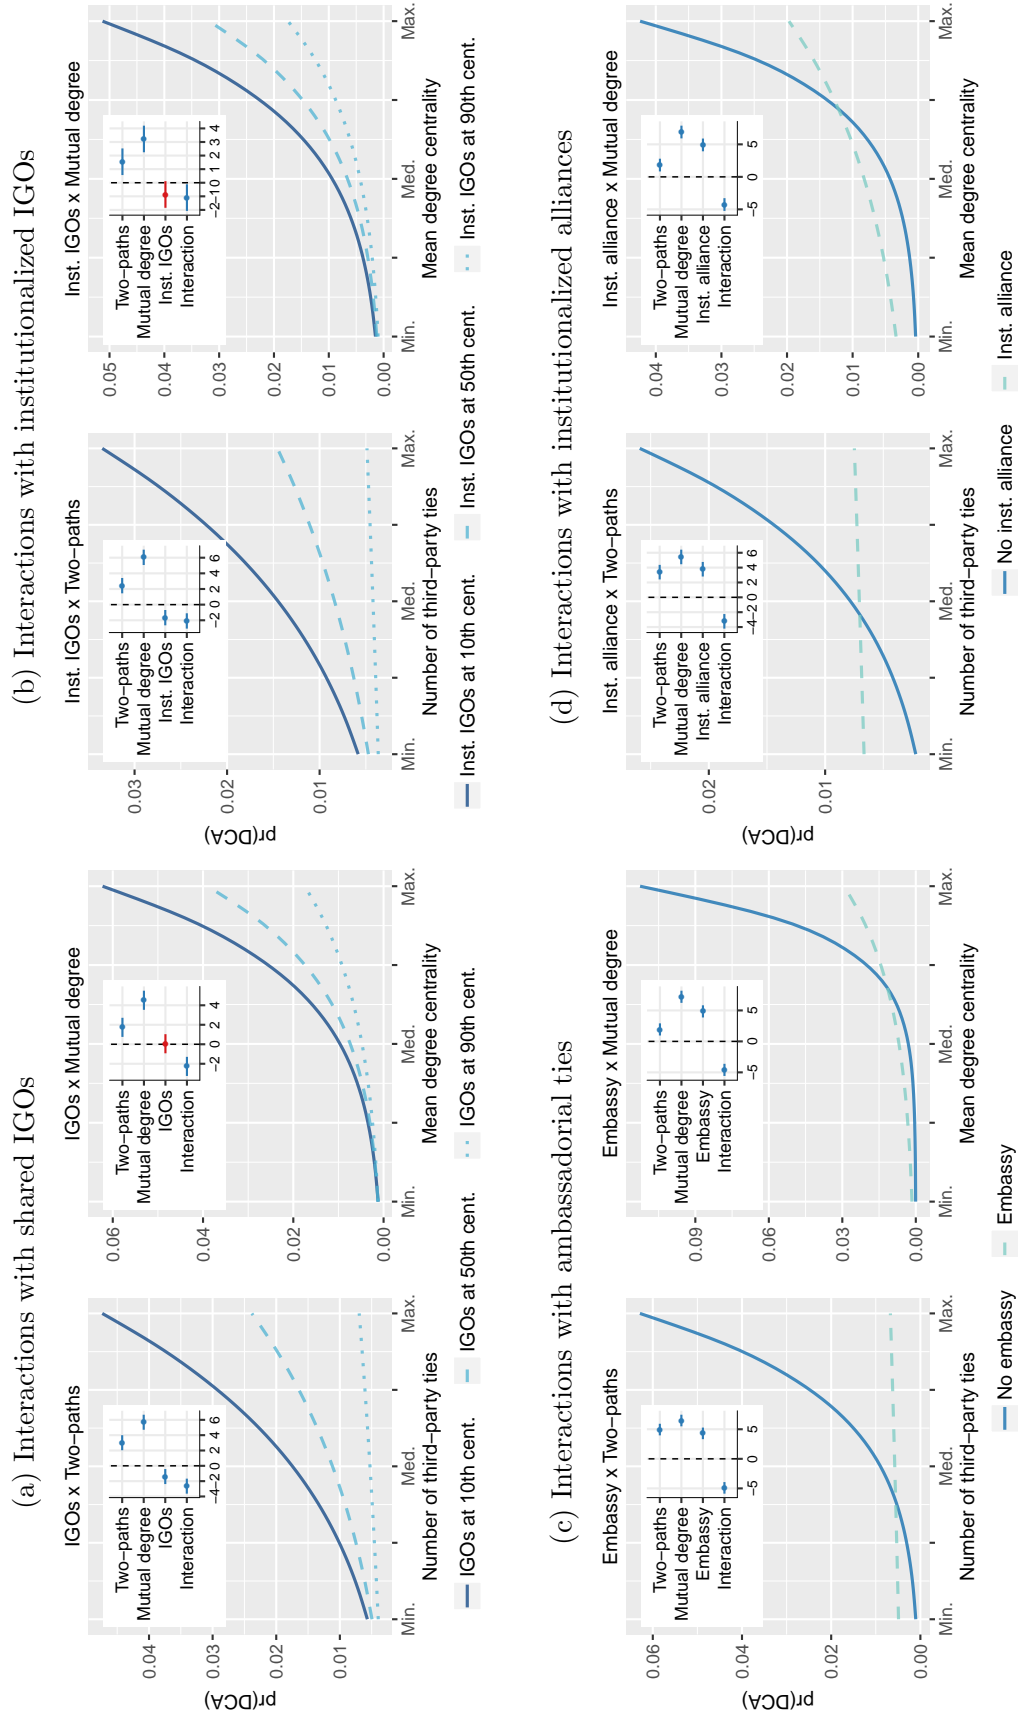 (a) Interactions with shared IGOs
IGOs x Two−paths
pr(DCA)
0.04
0.03
0.02
0.01
Two−paths
Mutual degree
IGOs
Interaction
−4 −2 0 2 4 6
Min. Med. Max.
Number of third−party ties
IGOs x Mutual degree
0.06
0.04
0.02
0.00
Two−paths
Mutual degree
IGOs
Interaction
−2 0 2 4
Min. Med. Max.
Mean degree centrality
IGOs at 10th cent. IGOs at 50th cent. IGOs at 90th cent.
(b) Interactions with institutionalized IGOs
Inst. IGOs x Two−paths
pr(DCA)
0.03
0.02
0.01
Two−paths
Mutual degree
Inst. IGOs
Interaction
−2 0 2 4 6
Min. Med. Max.
Number of third−party ties
Inst. IGOs x Mutual degree
0.05
0.04
0.03
0.02
0.01
0.00
Two−paths
Mutual degree
Inst. IGOs
Interaction
−2 −1 0 1 2 3 4
Min. Med. Max.
Mean degree centrality
Inst. IGOs at 10th cent. Inst. IGOs at 50th cent. Inst. IGOs at 90th cent.
(c) Interactions with ambassadorial ties
Embassy x Two−paths
pr(DCA)
0.06
0.04
0.02
0.00
Two−paths
Mutual degree
Embassy
Interaction
−5 0 5
Min. Med. Max.
Number of third−party ties
Embassy x Mutual degree
0.09
0.06
0.03
0.00
Two−paths
Mutual degree
Embassy
Interaction
−5 0 5
Min. Med. Max.
Mean degree centrality
No embassy Embassy
(d) Interactions with institutionalized alliances
Inst. alliance x Two−paths
pr(DCA)
0.02
0.01
Two−paths
Mutual degree
Inst. alliance
Interaction
−4 −2 0 2 4 6
Min. Med. Max.
Number of third−party ties
Inst. alliance x Mutual degree
0.04
0.03
0.02
0.01
0.00
Two−paths
Mutual degree
Inst. alliance
Interaction
−5 0 5
Min. Med. Max.
Mean degree centrality
No inst. alliance Inst. alliance